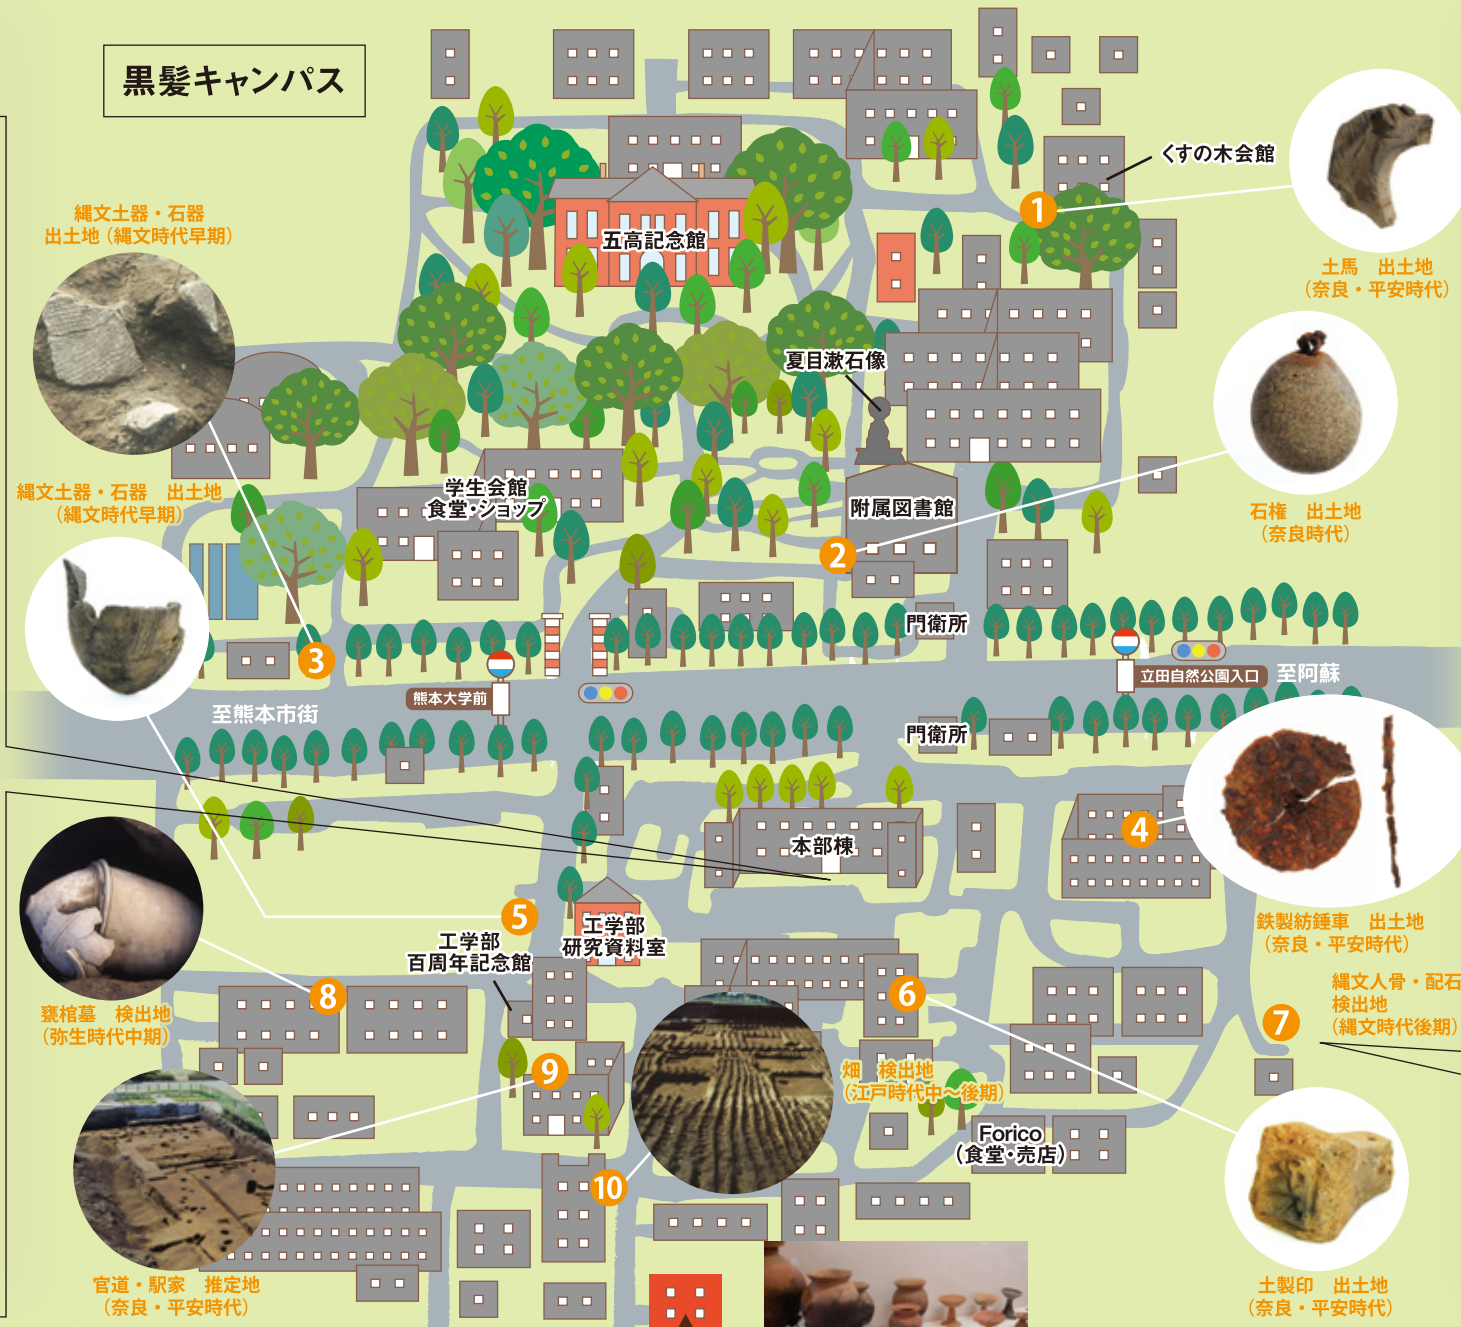 黒髪キャンパス
くすの木会館
1
土馬　出土地
（奈良・平安時代）
縄文土器・石器
出土地（縄文時代早期）
五高記念館
夏目漱石像
石権　出土地
（奈良時代）
縄文土器・石器　出土地
（縄文時代早期）
学生会館
食堂・ショップ
附属図書館
2
門衛所
3
熊本大学前
立田自然公園入口
至阿蘇
至熊本市街
門衛所
4
本部棟
鉄製紡錘車　出土地
（奈良・平安時代）
5
工学部
研究資料室
工学部
百周年記念館
縄文人骨・配石
検出地
（縄文時代後期）
6
7
8
甕棺墓　検出地
（弥生時代中期）
9
畑　検出地
（江戸時代中～後期）
Forico
（食堂・売店）
10
官道・駅家　推定地
（奈良・平安時代）
土製印　出土地
（奈良・平安時代）